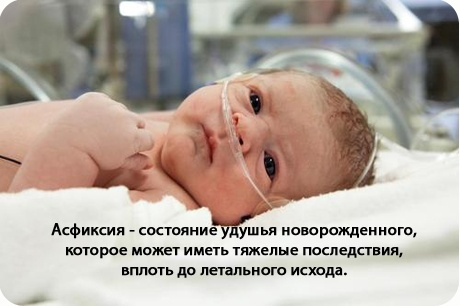 Асфиксия - состояние удушья новорожденного,
которое может иметь тяжелые последствия,
вплоть до летального исхода.